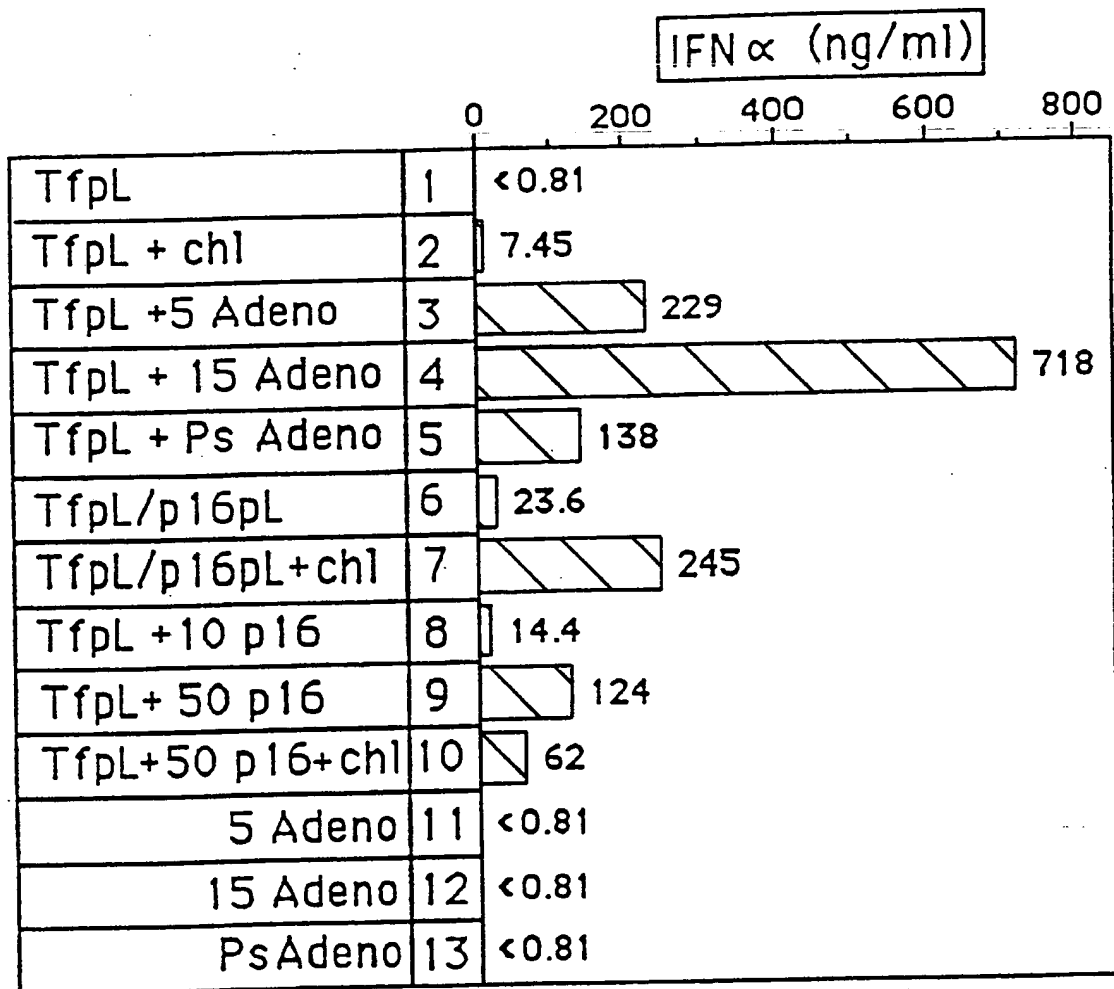 IFN∝ (ng/ml)
0 200 400 600 800
TfpL 1 <0.81
TfpL + chl 2 7.45
TfpL +5 Adeno 3 229
TfpL + 15 Adeno 4 718
TfpL + Ps Adeno 5 138
TfpL/p16pL 6 23.6
TfpL/p16pL+chl 7 245
TfpL +10 p16 8 14.4
TfpL+ 50 p16 9 124
TfpL+50 p16+chl 10 62
5 Adeno 11 <0.81
15 Adeno 12 <0.81
Ps Adeno 13 <0.81